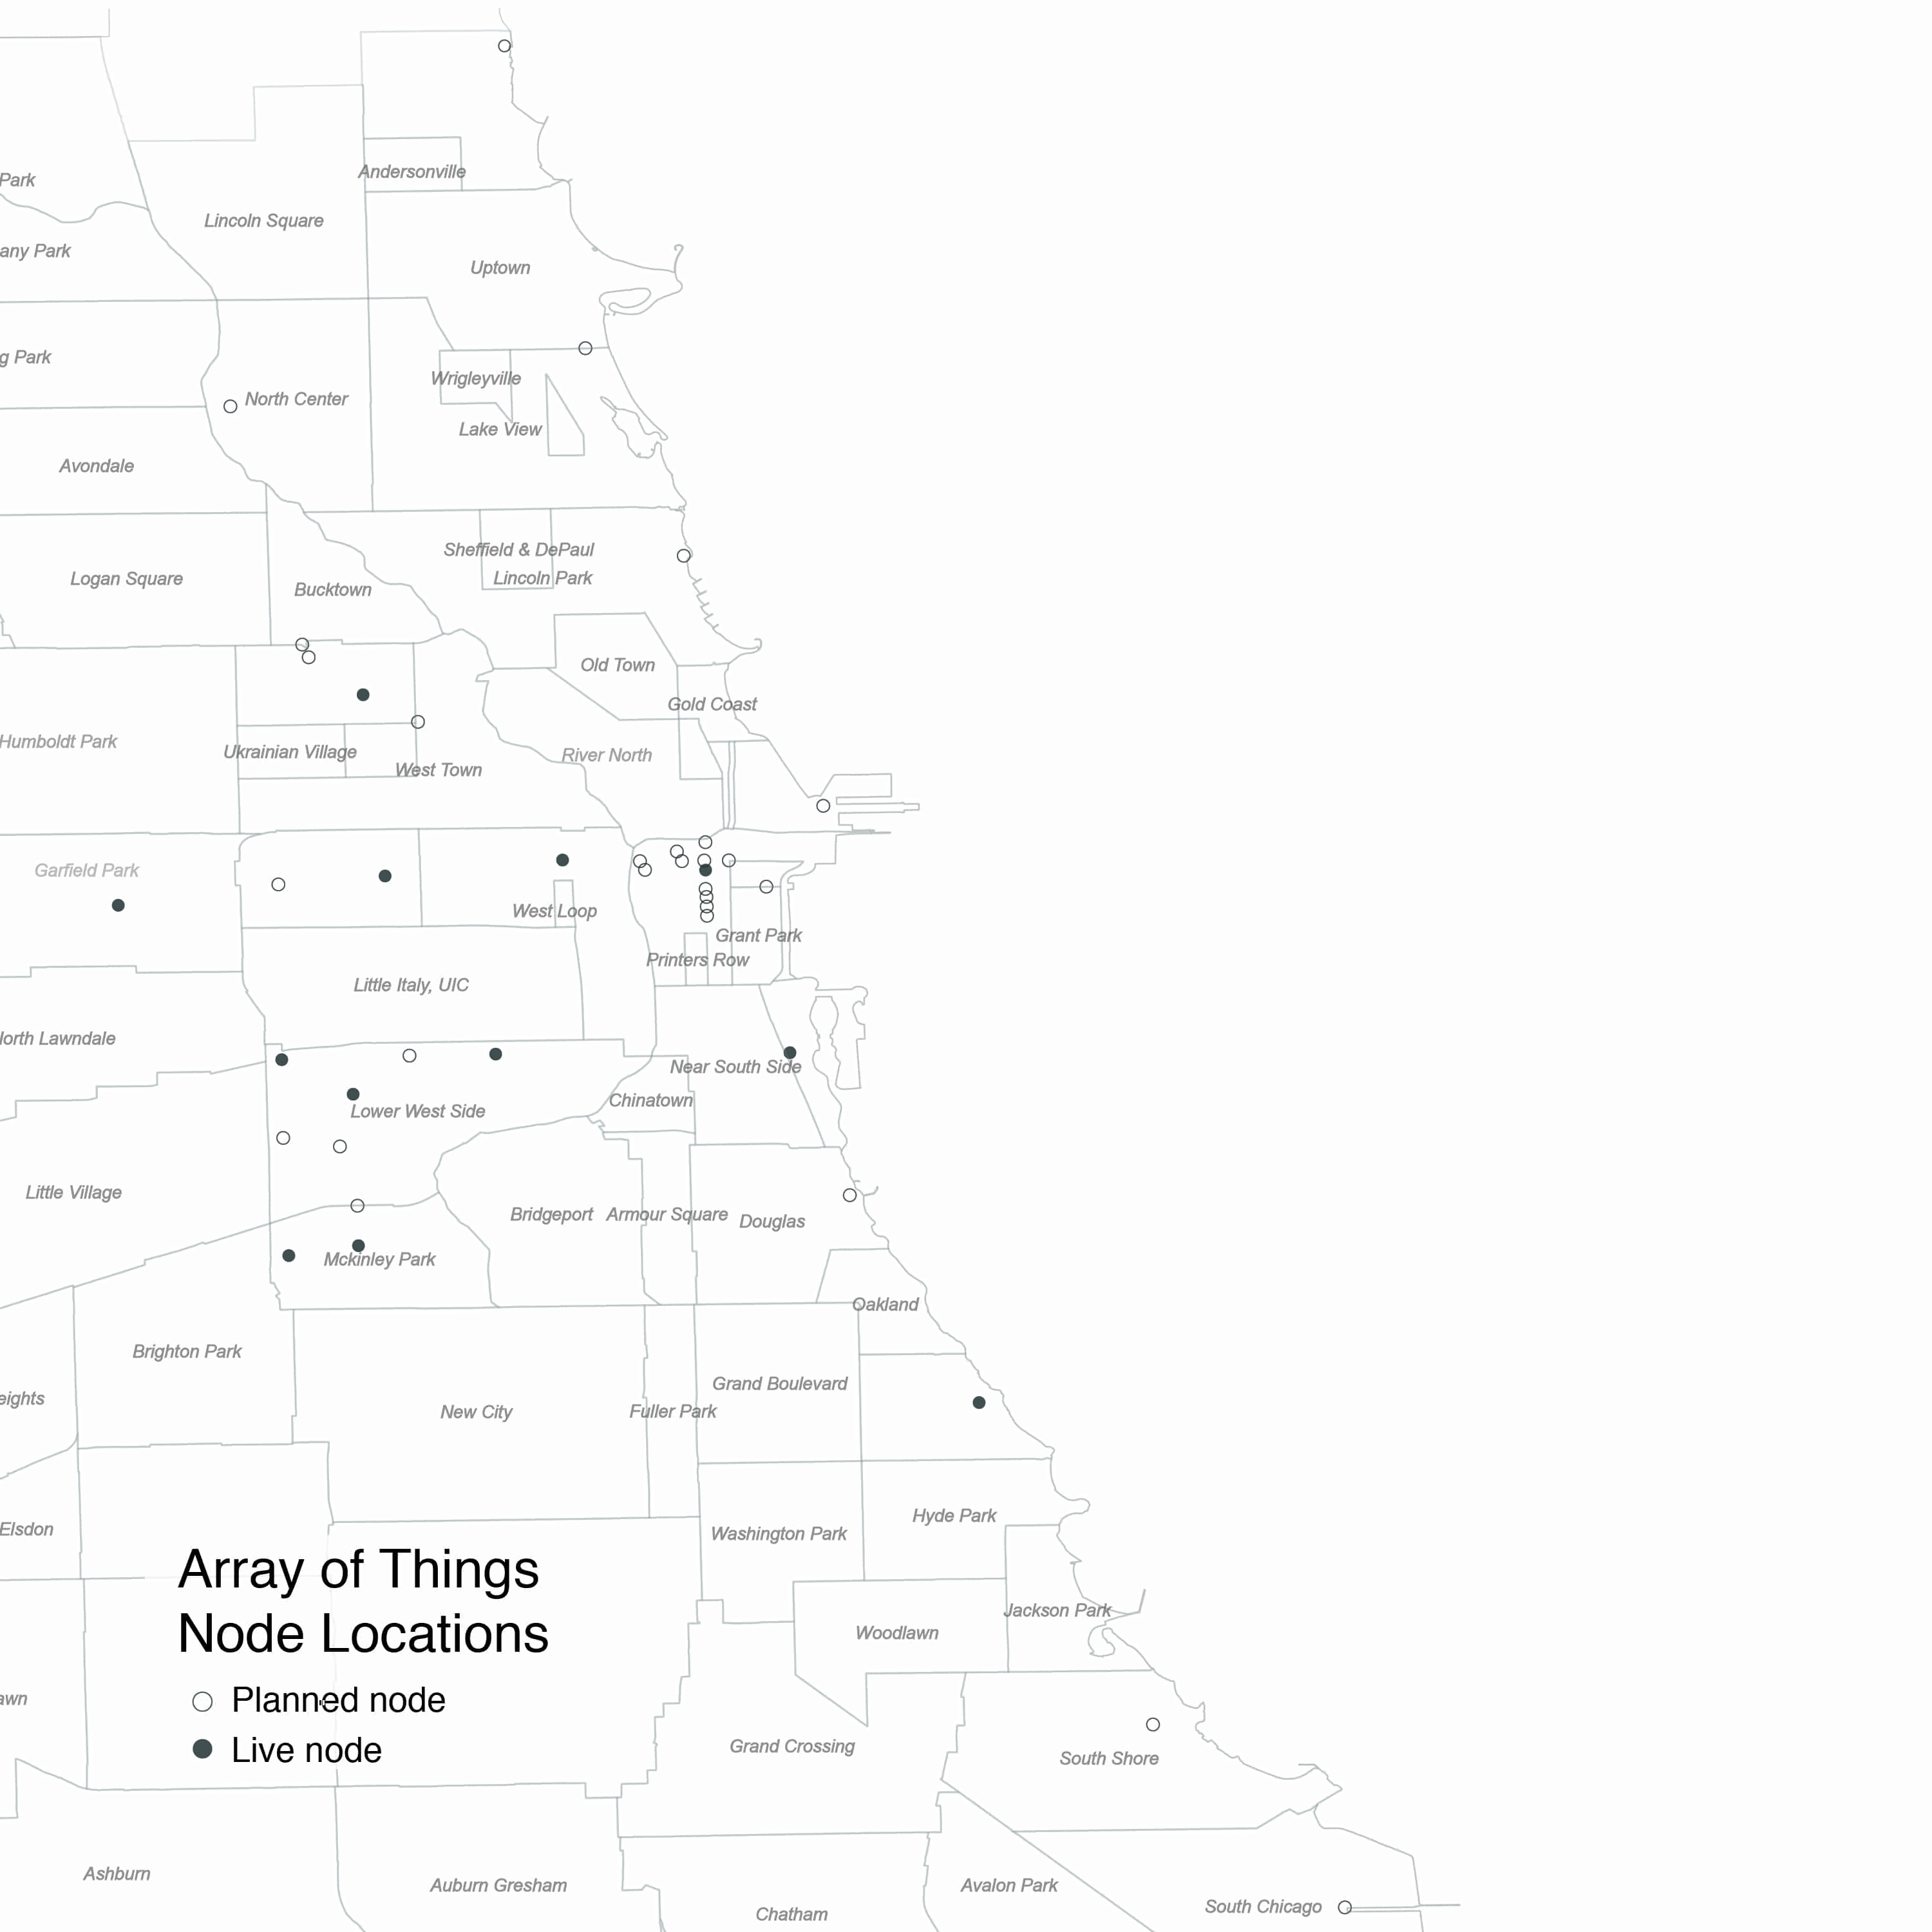 Andersonville
Park
Lincoln Square
any Park
Uptown
g Park
Wrigleyville
North Center
Lake View
Avondale
Sheffield & DePaul
Logan Square
Lincoln Park
Bucktown
Old Town
Gold Coast
Humboldt Park
Ukrainian Village
River North
West Town
Garfield Park
West Loop
Grant Park
Printers Row
Little Italy, UIC
orth Lawndale
Near South Side
Chinatown
Lower West Side
Little Village
Bridgeport
Armour Square
Douglas
Mckinley Park
Oakland
Brighton Park
Grand Boulevard
eights
New City
Fuller Park
Hyde Park
Elsdon
Washington Park
Array of Things
Node Locations
Planned node
Live node
Jackson Park
Woodlawn
awn
Grand Crossing
South Shore
Ashburn
Auburn Gresham
Avalon Park
South Chicago
Chatham